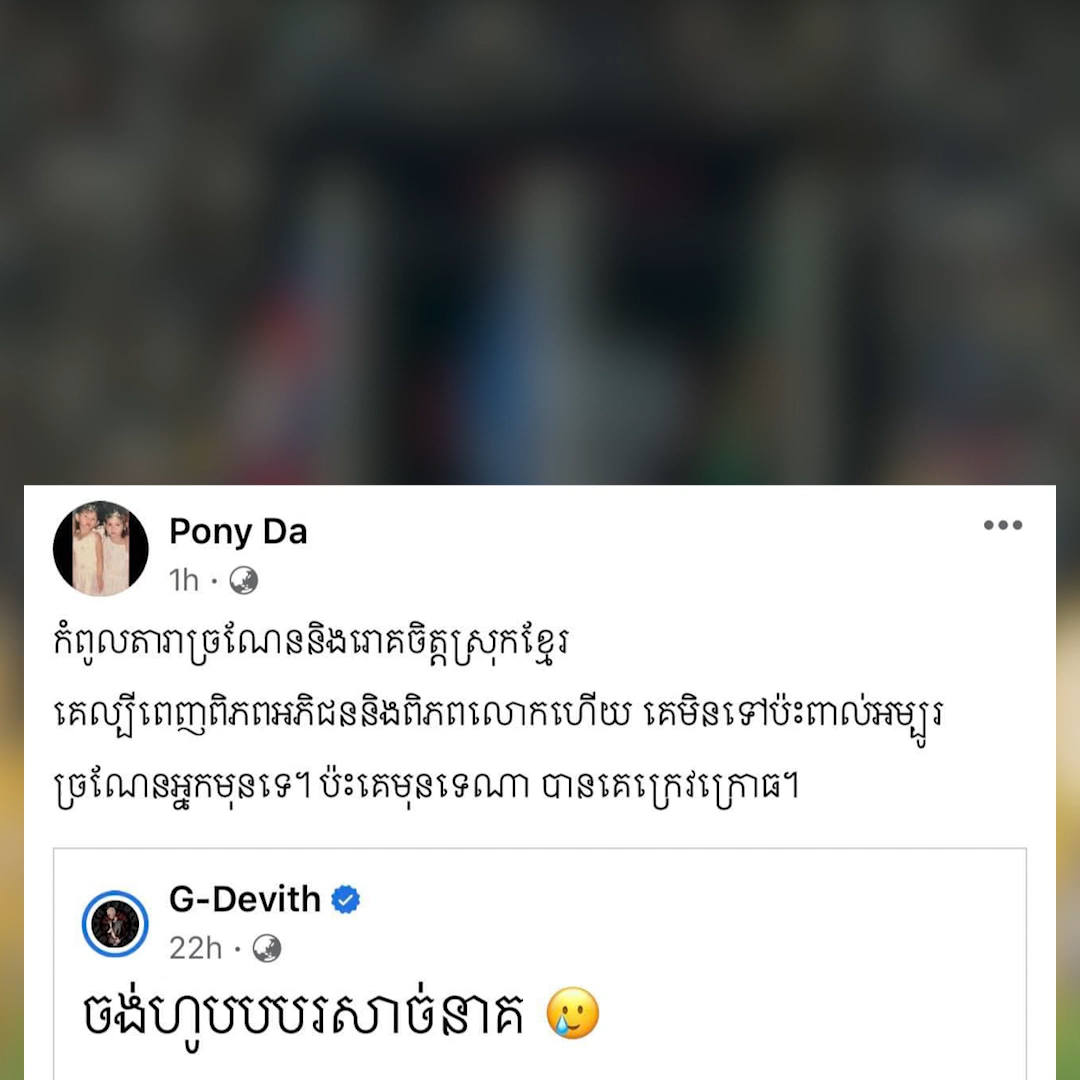 Pony Da
1h ·
កំពូលតារាច្រណែននិងរោគចិត្តស្រុកខ្មែរ
គេល្បីពេញពិភពអភិជននិងពិភពលោកហើយ គេមិនទៅប៉ះពាល់អម្បូរ
ច្រណែនអ្នកមុនទេ។ ប៉ះគេមុនទេណា បានគេក្រេវក្រោធ។
G-Devith
22h ·
ចង់ហូបបបរសាច់នាគ 🥲